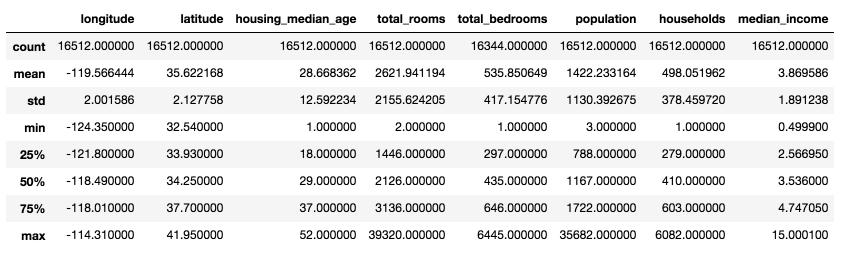 longitude latitude housing_median_age total_rooms total_bedrooms population households median_income
count 16512.000000 16512.000000 16512.000000 16512.000000 16344.000000 16512.000000 16512.000000 16512.000000
mean -119.566444 35.622168 28.668362 2621.941194 535.850649 1422.233164 498.051962 3.869586
std 2.001586 2.127758 12.592234 2155.624205 417.154776 1130.392675 378.459720 1.891238
min -124.350000 32.540000 1.000000 2.000000 1.000000 3.000000 1.000000 0.499900
25% -121.800000 33.930000 18.000000 1446.000000 297.000000 788.000000 279.000000 2.566950
50% -118.490000 34.250000 29.000000 2126.000000 435.000000 1167.000000 410.000000 3.536000
75% -118.010000 37.700000 37.000000 3136.000000 646.000000 1722.000000 603.000000 4.747050
max -114.310000 41.950000 52.000000 39320.000000 6445.000000 35682.000000 6082.000000 15.000100